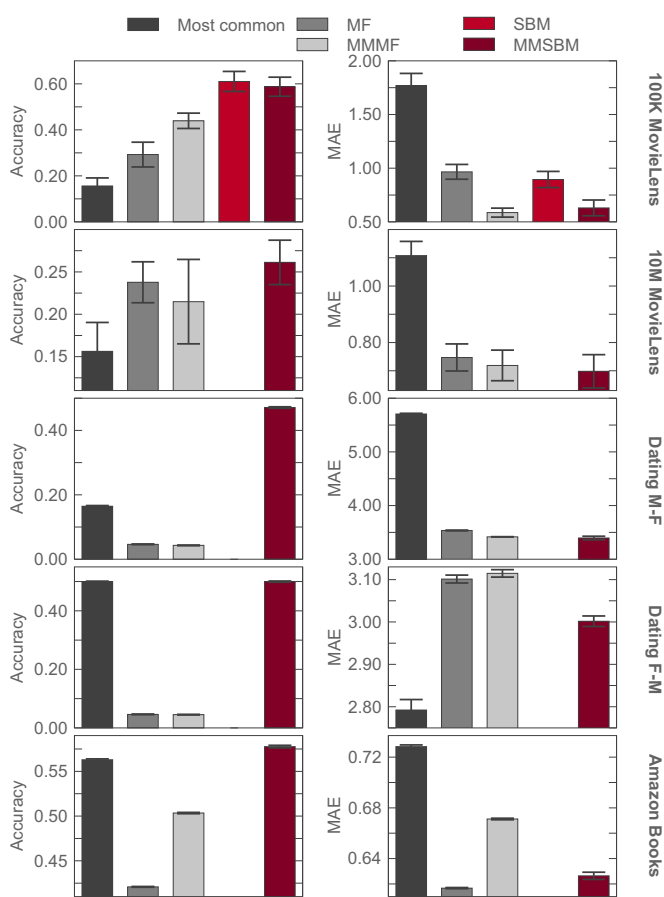 Most common MF SBM
MMMF MMSBM
Accuracy
0.60
0.40
0.20
0.00
MAE
2.00
1.50
1.00
0.50
100K MovieLens
Accuracy
0.25
0.20
0.15
MAE
1.00
0.80
0.60
10M MovieLens
Accuracy
0.40
0.20
0.00
MAE
6.00
5.00
4.00
3.00
Dating M-F
Accuracy
0.40
0.20
0.00
MAE
3.10
3.00
2.90
2.80
Dating F-M
Accuracy
0.55
0.50
0.45
MAE
0.72
0.68
0.64
Amazon Books